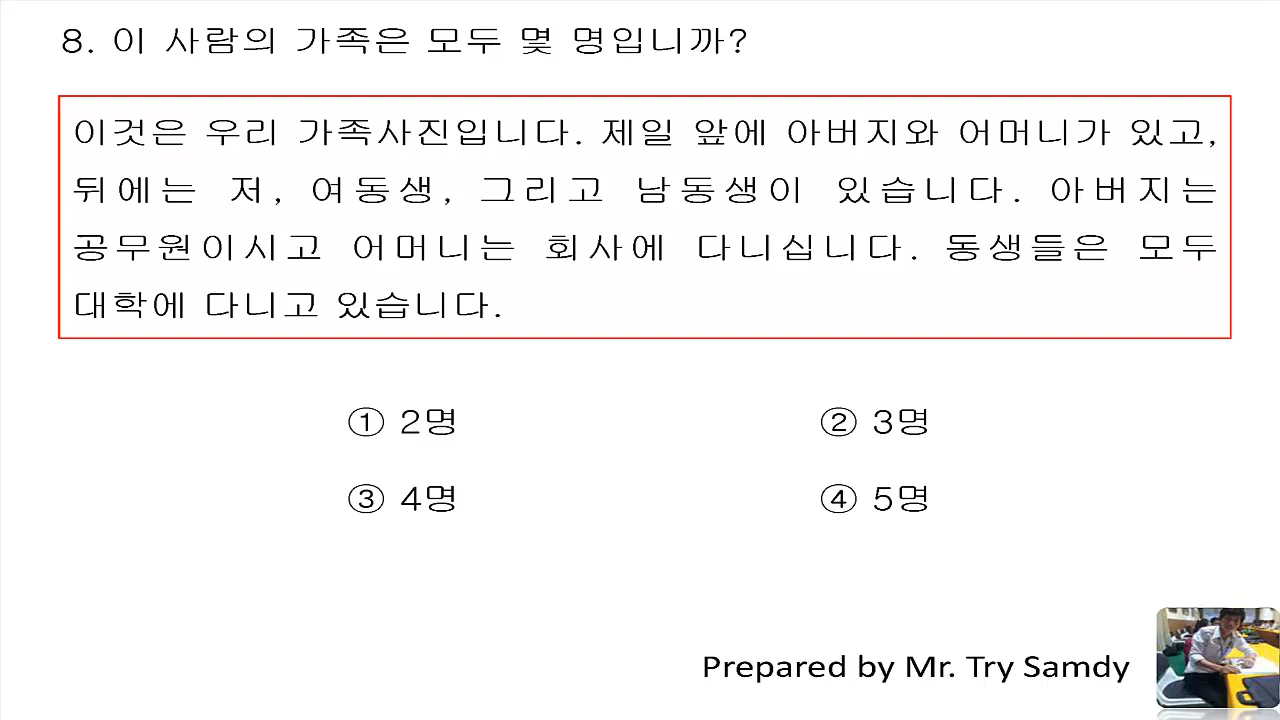 8. 이 사람의 가족은 모두 몇 명입니까?
이것은 우리 가족사진입니다. 제일 앞에 아버지와 어머니가 있고,
뒤에는 저, 여동생, 그리고 남동생이 있습니다. 아버지는
공무원이시고 어머니는 회사에 다니십니다. 동생들은 모두
대학에 다니고 있습니다.
① 2명 ② 3명
③ 4명 ④ 5명
Prepared by Mr. Try Samdy